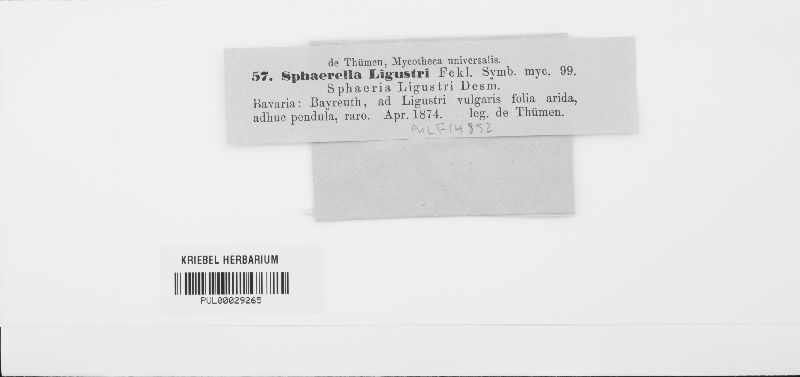 de Thümen, Mycotheca universalis.
57. Sphaerella Ligustri Fckl. Symb. myc. 99.
Sphaeria Ligustri Desm.
Bavaria: Bayreuth, ad Ligustri vulgaris folia arida,
adhuc pendula, raro. Apr. 1874. leg. de Thümen.
PULF14852
KRIEBEL HERBARIUM
PUL00029265